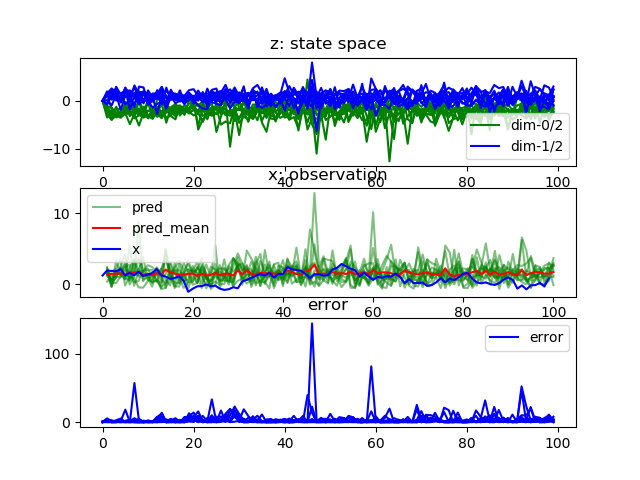 z: state space
0
−10
dim-0/2
dim-1/2
0 20 40 60 80 100
x: observation
10
0
pred
pred_mean
x
0 20 40 60 80 100
error
100
0
error
0 20 40 60 80 100